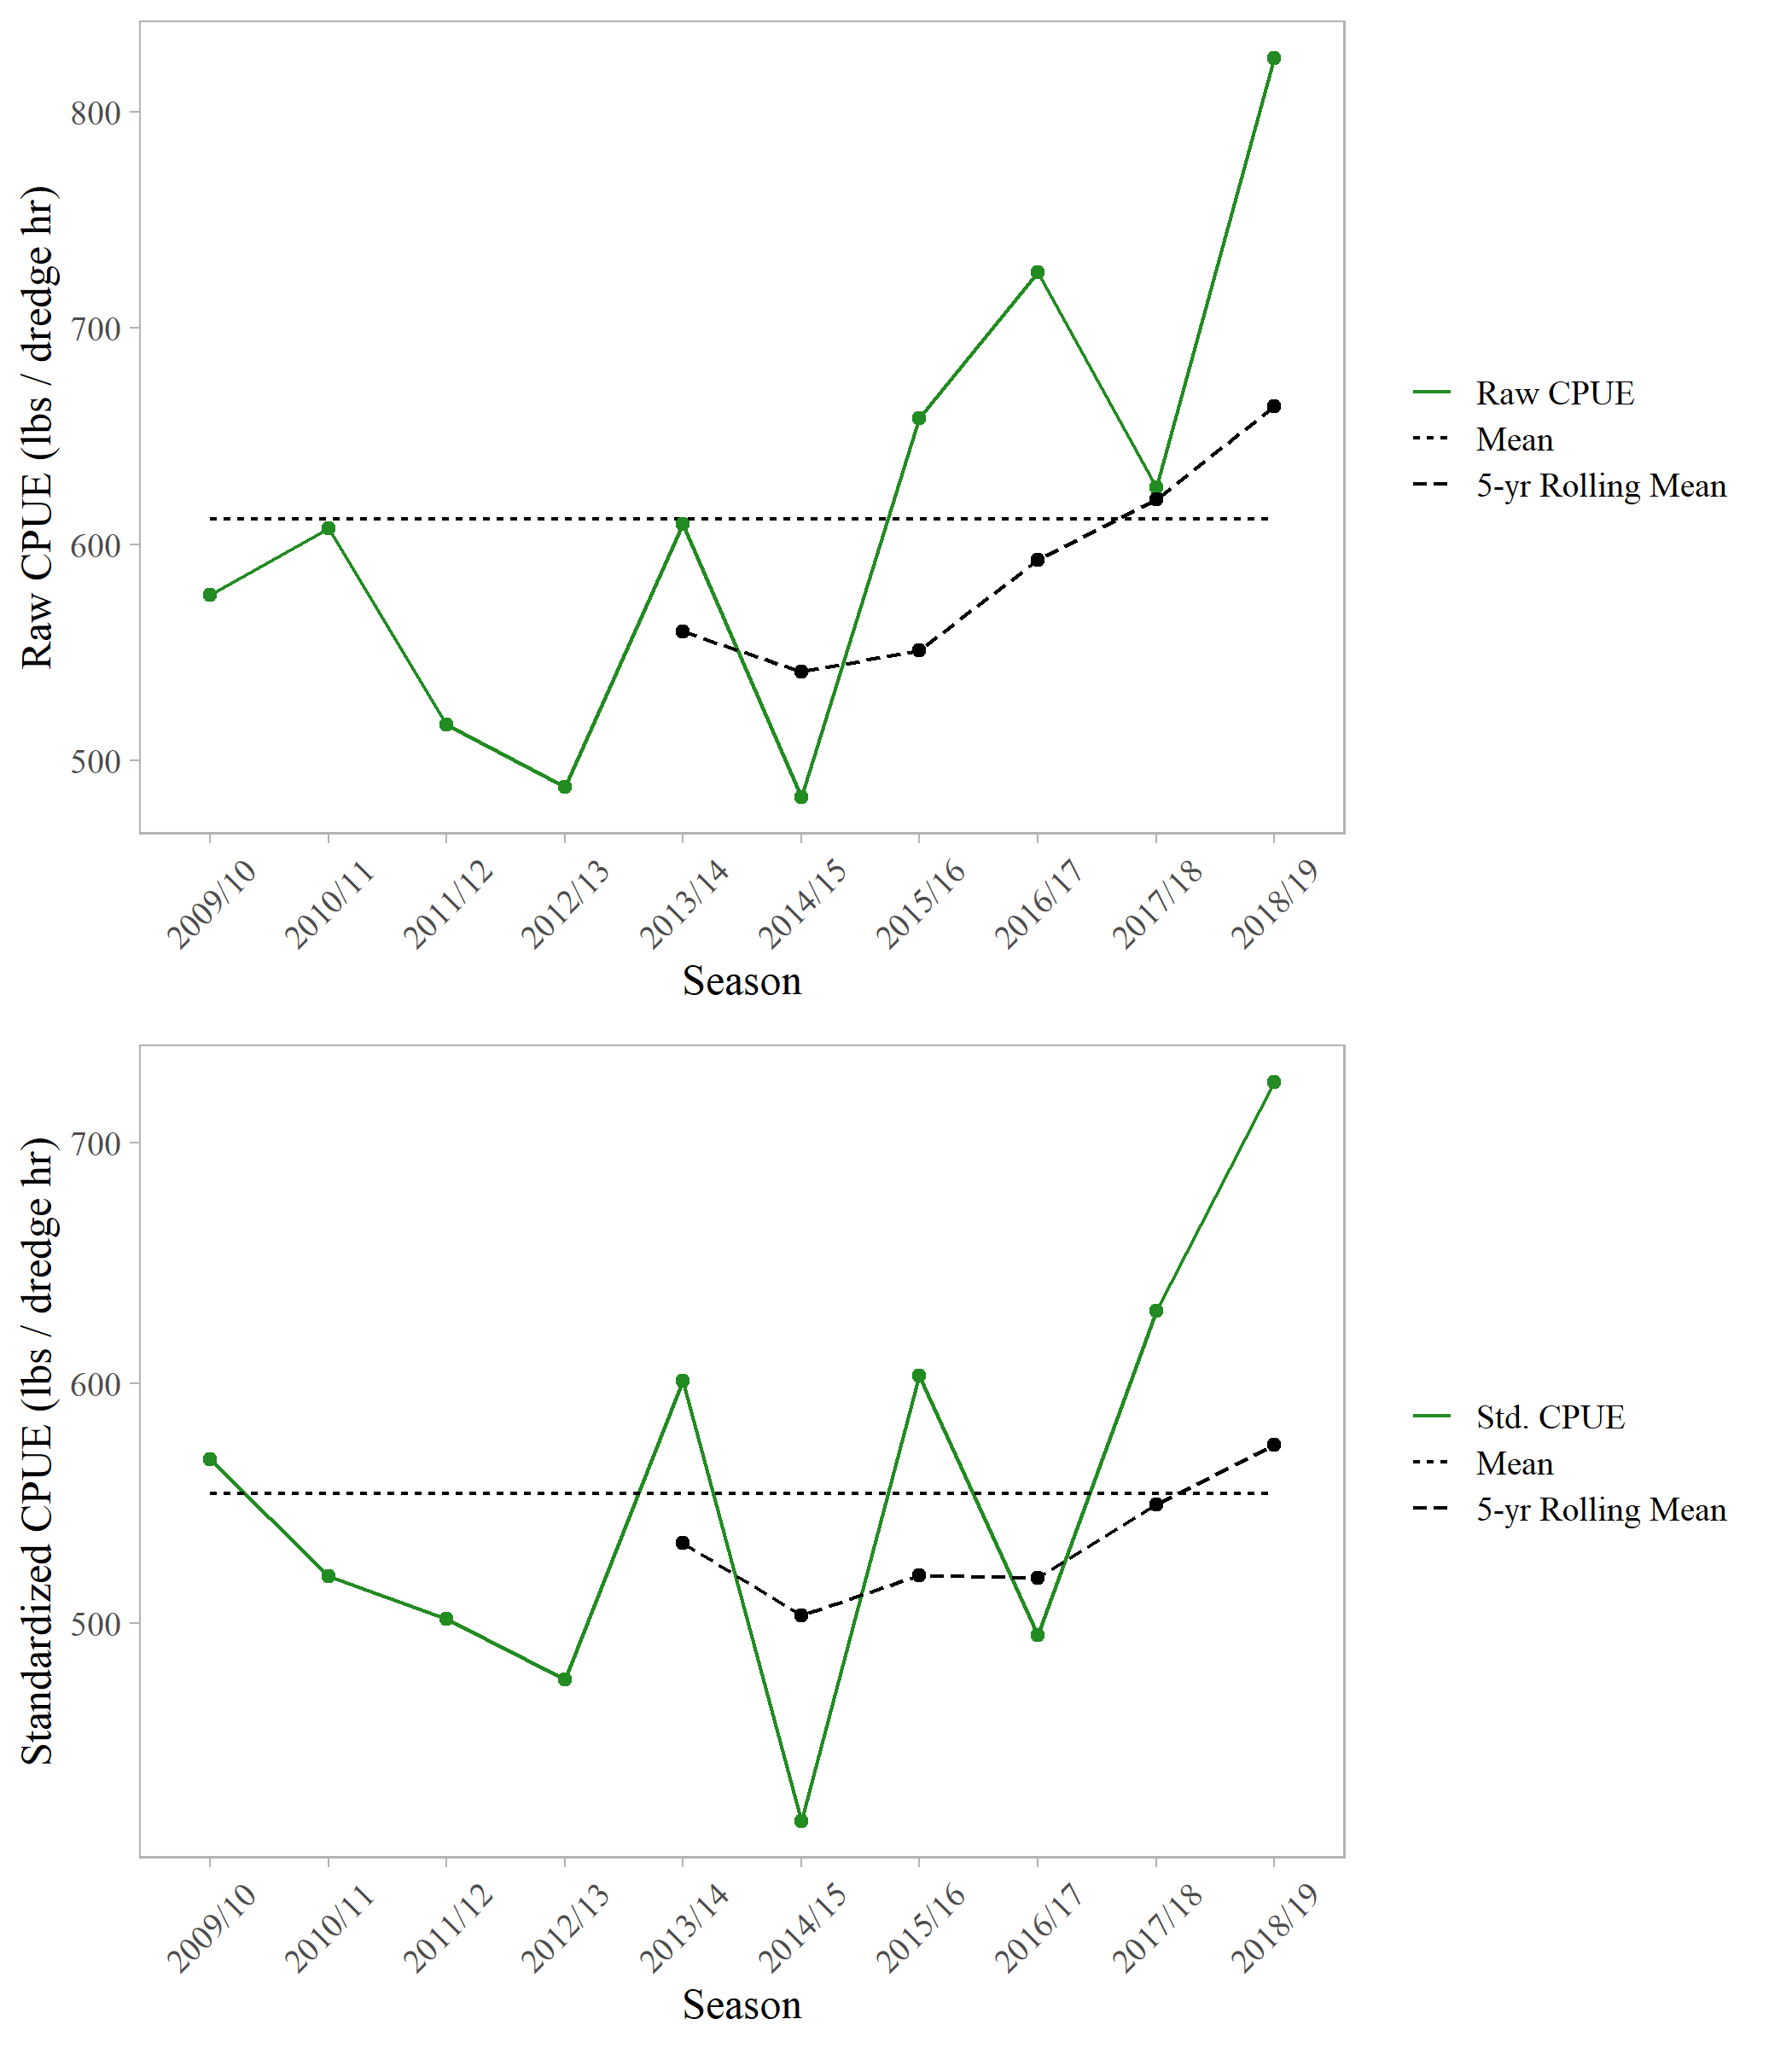 Raw CPUE (lbs / dredge hr)
800
700
600
500
2009/10
2010/11
2011/12
2012/13
2013/14
2014/15
2015/16
2016/17
2017/18
2018/19
Season
Raw CPUE
Mean
5-yr Rolling Mean
Standardized CPUE (lbs / dredge hr)
700
600
500
2009/10
2010/11
2011/12
2012/13
2013/14
2014/15
2015/16
2016/17
2017/18
2018/19
Season
Std. CPUE
Mean
5-yr Rolling Mean